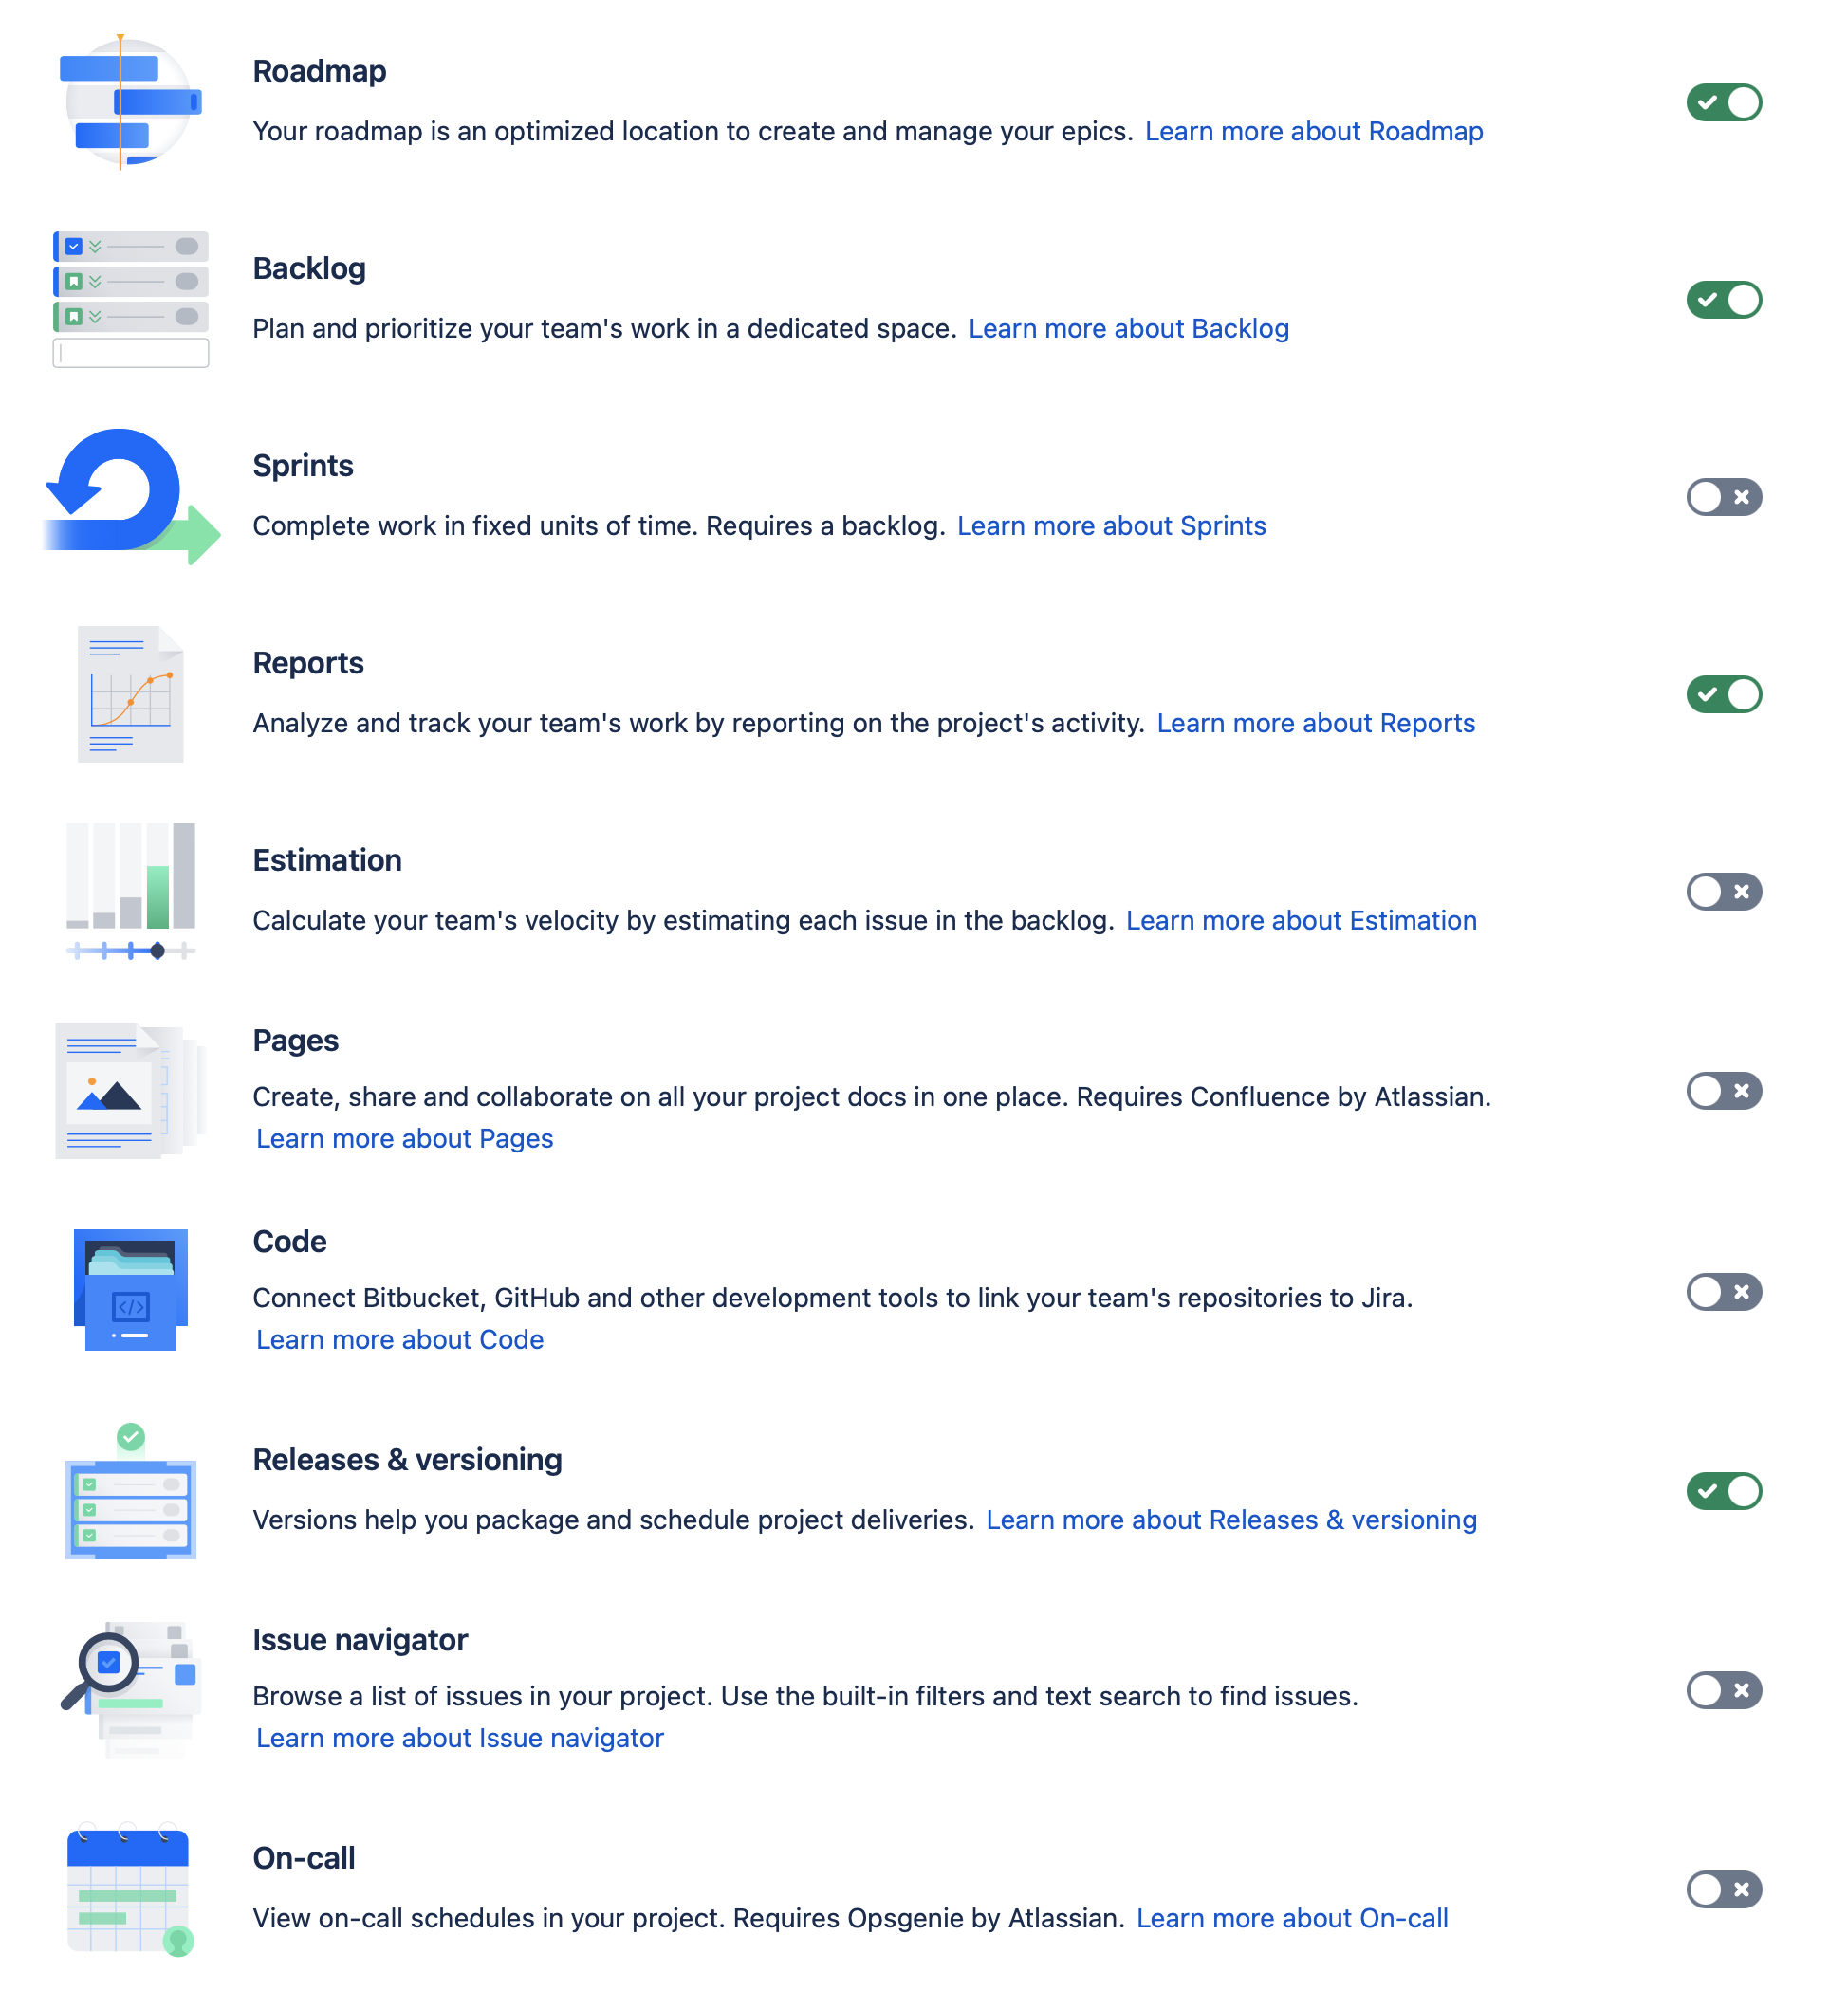 Roadmap
Your roadmap is an optimized location to create and manage your epics. Learn more about Roadmap
Backlog
Plan and prioritize your team's work in a dedicated space. Learn more about Backlog
Sprints
Complete work in fixed units of time. Requires a backlog. Learn more about Sprints
Reports
Analyze and track your team's work by reporting on the project's activity. Learn more about Reports
Estimation
Calculate your team's velocity by estimating each issue in the backlog. Learn more about Estimation
Pages
Create, share and collaborate on all your project docs in one place. Requires Confluence by Atlassian.
Learn more about Pages
Code
Connect Bitbucket, GitHub and other development tools to link your team's repositories to Jira.
Learn more about Code
Releases & versioning
Versions help you package and schedule project deliveries. Learn more about Releases & versioning
Issue navigator
Browse a list of issues in your project. Use the built-in filters and text search to find issues.
Learn more about Issue navigator
On-call
View on-call schedules in your project. Requires Opsgenie by Atlassian. Learn more about On-call